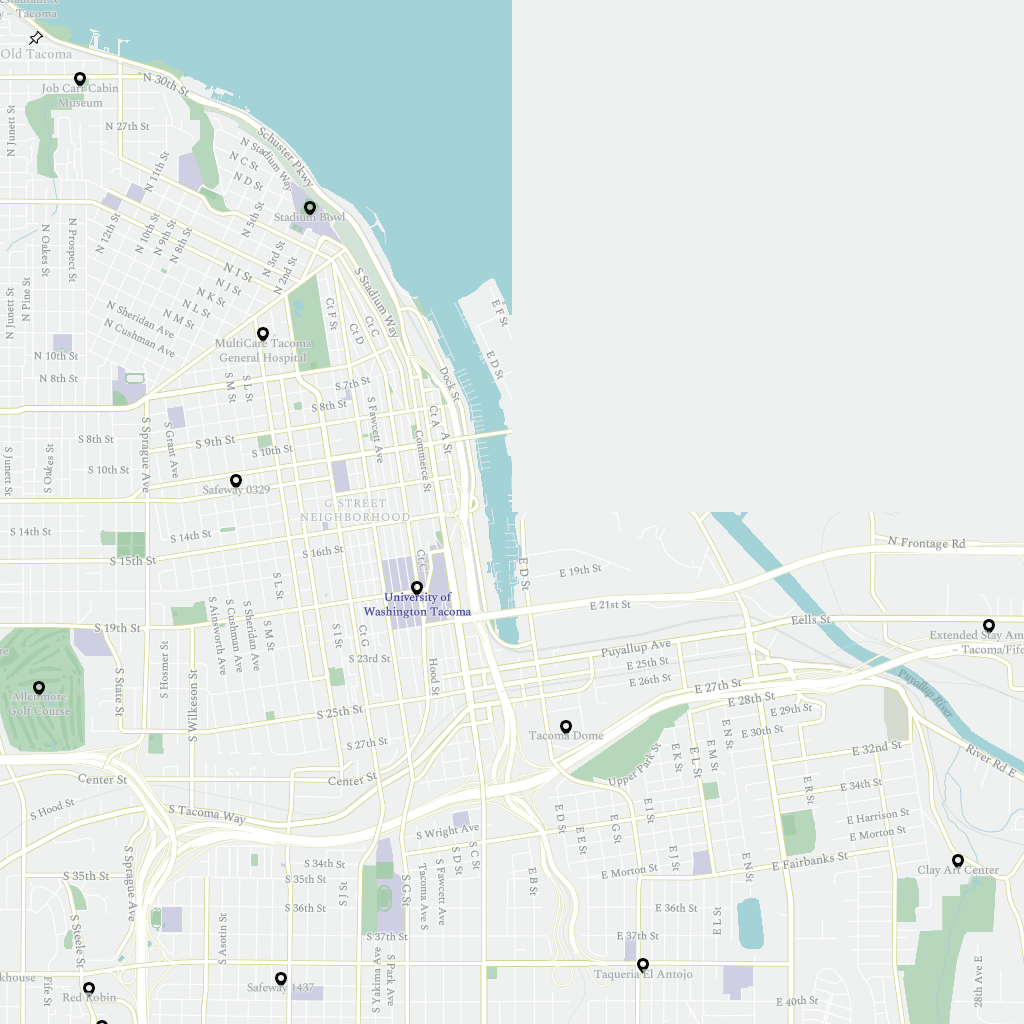 – Tacoma
Old Tacoma
Job Carr Cabin
Museum
N 30th St
N Junett St
N 27th St
Schuster Pkwy
N Stadium Way
N C St
N D St
N 11th St
Stadium Bowl
N 5th St
N 12th St
N 10th St
N 9th St
N 8th St
N Oakes St
N Prospect St
N 3rd St
N 2nd St
N I St
N J St
N K St
N L St
N M St
N Pine St
N Junett St
N Sheridan Ave
N Cushman Ave
S Stadium Way
Ct F St
Ct D
Ct C
E F St
E D St
MultiCare Tacoma
General Hospital
N 10th St
N 8th St
S M St
S L St
S 7th St
S 8th St
Dock St
S Fawcett Ave
Ct A
A St
Commerce St
S Sprague Ave
S Grant Ave
S 8th St
S 9th St
S 10th St
S 10th St
S Junett St
S Oakes St
Safeway 0329
G STREET
NEIGHBORHOOD
S 14th St
S 14th St
S 15th St
S 16th St
Ct C
E D St
E 19th St
N Frontage Rd
University of
Washington Tacoma
E 21st St
Eells St
S 19th St
S L St
S Ainsworth Ave
S Cushman Ave
S Sheridan Ave
S M St
S I St
Ct G
S 23rd St
Hood St
Puyallup Ave
E 25th St
E 26th St
E 27th St
E 28th St
E 29th St
E 30th St
Extended Stay Am
– Tacoma/Fife
Puyallup River
S Hosmer St
S State St
S Wilkeson St
Allenmore
Golf Course
S 25th St
S 27th St
Tacoma Dome
Upper Park St
E K St
E L St
E M St
E N St
E 32nd St
River Rd E
Center St
Center St
S Hood St
S Tacoma Way
E 34th St
E Harrison St
E Morton St
E R St
E Fairbanks St
S Wright Ave
S D St
S C St
E D St
E E St
E G St
E I St
E J St
E B St
E N St
E Morton St
Clay Art Center
S Sprague Ave
S 34th St
S 35th St
S 35th St
S 36th St
S J St
S G St
Tacoma Ave S
S Fawcett Ave
S 37th St
S Steele St
S Asotin St
E 36th St
E L St
E 37th St
Taqueria El Antojo
khouse
Fife St
Red Robin
Safeway 1437
S Yakima Ave
S Park Ave
E 40th St
28th Ave E